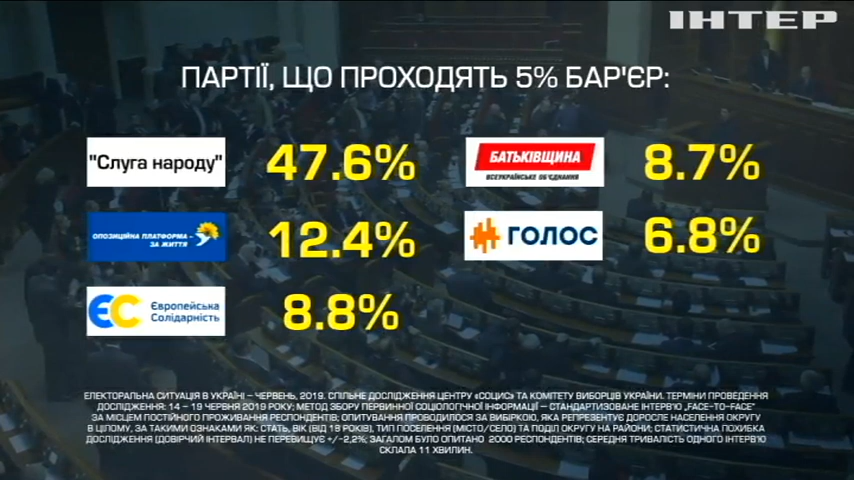 ІНТЕР
ПАРТІЇ, ЩО ПРОХОДЯТЬ 5% БАР'ЄР:
"Слуга народу" 47.6%
БАТЬКІВЩИНА
ВСЕУКРАЇНСЬКЕ ОБ'ЄДНАННЯ
8.7%
ОПОЗИЦІЙНА ПЛАТФОРМА -
ЗА ЖИТТЯ
12.4%
ГОЛОС 6.8%
ЄС Європейська
Солідарність
8.8%
ЕЛЕКТОРАЛЬНА СИТУАЦІЯ В УКРАЇНІ – ЧЕРВЕНЬ, 2019. СПІЛЬНЕ ДОСЛІДЖЕННЯ ЦЕНТРУ «СОЦИС» ТА КОМІТЕТУ ВИБОРЦІВ УКРАЇНИ. ТЕРМІНИ ПРОВЕДЕННЯ
ДОСЛІДЖЕННЯ: 14 – 19 ЧЕРВНЯ 2019 РОКУ; МЕТОД ЗБОРУ ПЕРВИННОЇ СОЦІОЛОГЧНОЇ ІНФОРМАЦІЇ – СТАНДАРТИЗОВАНЕ ІНТЕРВ'Ю „FACE-TO-FACE"
ЗА МІСЦЕМ ПОСТІЙНОГО ПРОЖИВАННЯ РЕСПОНДЕНТІВ; ОПИТУВАННЯ ПРОВОДИЛОСЯ ЗА ВИБІРКОЮ, ЯКА РЕПРЕЗЕНТУЄ ДОРОСЛЕ НАСЕЛЕННЯ ОКРУГУ
В ЦІЛОМУ, ЗА ТАКИМИ ОЗНАКАМИ ЯК: СТАТЬ, ВІК (ВІД 18 РОКІВ), ТИП ПОСЕЛЕННЯ (МІСТО/СЕЛО) ТА ПОДІЛ ОКРУГУ НА РАЙОНИ; СТАТИСТИЧНА ПОХИБКА
ДОСЛІДЖЕННЯ (ДОВІРЧИЙ ІНТЕРВАЛ) НЕ ПЕРЕВИЩУЄ +/-2,2%; ЗАГАЛОМ БУЛО ОПИТАНО 2000 РЕСПОНДЕНТІВ; СЕРЕДНЯ ТРИВАЛІСТЬ ОДНОГО ІНТЕРВ'Ю
СКЛАЛА 11 ХВИЛИН.